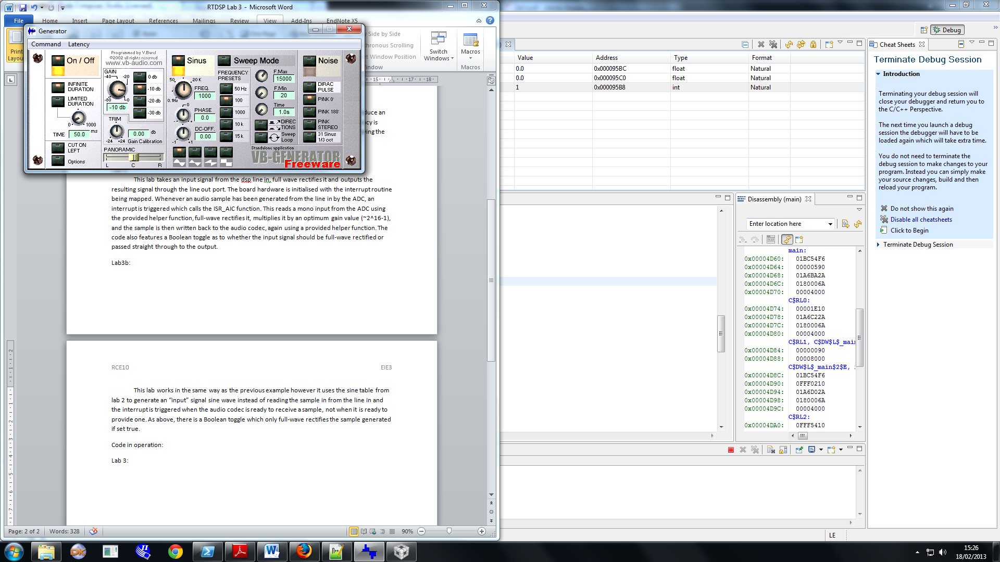 RTDSP Lab 3 - Microsoft Word
File Home Insert Page Layout References Mailings Review View Add-Ins EndNote X5
Print
Layou
Side by Side
chronous Scrolling
Window Position
Switch
Windows
Macros
Macros
Generator
Command Latency
On / Off
INFINITE
DURATION
LIMITED
DURATION
0 1000
TIME 50.0 ms
CUT ON
LEFT
Options
Programmed by V.Burel
©2002 all rights reserved
www.vb-audio.com
GAIN
-40 -20
-80 -0
-10 db
0 db
-10 db
-20 db
-30 db
TRIM
-24 +24
0.00 db
Gain Calibration
PANORAMIC
L C R
Sinus
50 20 K
0.1Hz
FREQ.
1000
PHASE
0.0
DC-OFF.
0.00
-1 +1
Sweep Mode
FREQUENCY
PRESETS
50 Hz
100
1000
10 k
15 k
F.Max
15000
F.Min
20
Time
1.0s
DIREC
TIONS
Sweep
Loop
Noise
DIRAC
PULSE
PINK 0'
PINK 180'
PINK
STEREO
31 Sinus
1/3 oct
Standalone application
VB-GENERATOR
Freeware
15 17 18
duce an
cy is
ing the
This lab takes an input signal from the dsp line in, full wave rectifies it and outputs the
resulting signal through the line out port. The board hardware is initialised with the interrupt routine
being mapped. Whenever an audio sample has been generated from the line in by the ADC, an
interrupt is triggered which calls the ISR_AIC function. This reads a mono input from the ADC using
the provided helper function, full-wave rectifies it, multiplies it by an optimum gain value (~2^16-1),
and the sample is then written back to the audio codec, again using a provided helper function. The
code also features a Boolean toggle as to whether the input signal should be full-wave rectified or
passed straight through to the output.
Lab3b:
RCE10 EIE3
This lab works in the same way as the previous example however it uses the sine table from
lab 2 to generate an “input” signal sine wave instead of reading the sample in from the line in and
the interrupt is triggered when the audio codec is ready to receive a sample, not when it is ready to
provide one. As above, there is a Boolean toggle which only full-wave rectifies the sample generated
if set true.
Code in operation:
Lab 3:
Page: 2 of 2 Words: 328 90%
Debug
Value Address Type Format
0.0 0x000095BC float Natural
0.0 0x000095C0 float Natural
1 0x000095B8 int Natural
Disassembly (main)
Enter location here
main:
0x00004D60: 01BC54F6
0x00004D64: 00000590
0x00004D68: 01A6BA2A
0x00004D6C: 0180006A
0x00004D70: 00004000
C$RL0:
0x00004D74: 00001E10
0x00004D78: 01A6C22A
0x00004D7C: 0180006A
0x00004D80: 00004000
C$RL1, C$DW$L$_mai
0x00004D84: 00000090
0x00004D88: 00008000
C$DW$L$_main$2$E,
0x00004D8C: 01BC54F6
0x00004D90: 0FFF0210
0x00004D94: 01A6D02A
0x00004D98: 0180006A
0x00004D9C: 00004000
C$RL2:
0x00004DA0: 0FFF5410
LE
Cheat Sheets
Terminate Debug Session
Introduction
Terminating your debug session will
close your debugger and return you to
the C/C++ Perspective.
The next time you launch a debug
session the debugger will have to be
loaded again which will take extra time.
You do not need to terminate the
debug session to make changes to your
program. Instead you can simply make
your source changes, build and then
reload your program.
Do not show this again
Disable all cheatsheets
Click to Begin
Terminate Debug Session
15:26
18/02/2013